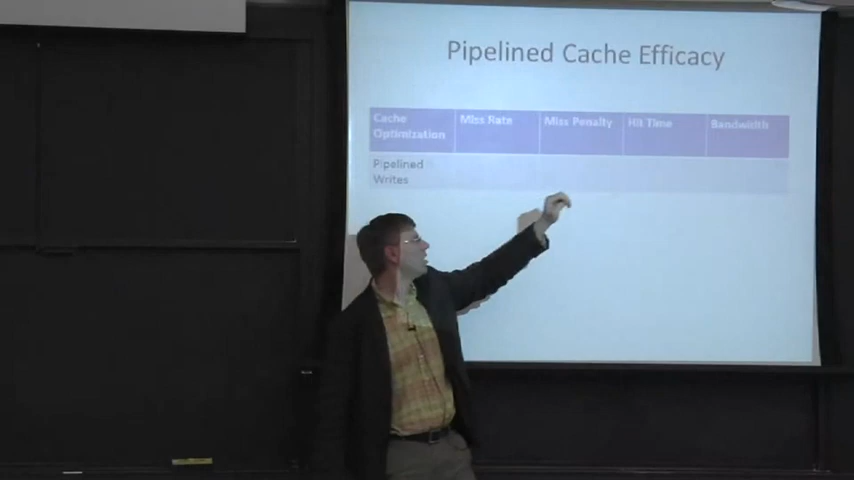 Pipelined Cache Efficacy
Cache Optimization
Miss Rate
Miss Penalty
Hit Time
Bandwidth
Pipelined Writes